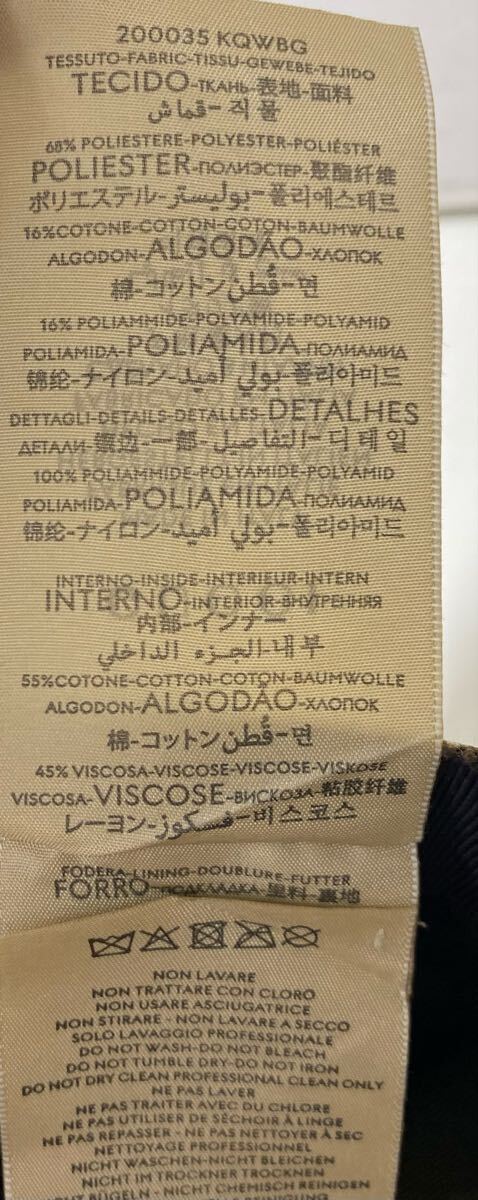 200035 KQWBG
TESSUTO-FABRIC-TISSU-GEWEBE-TEJIDO
TECIDO-ТКАНЬ-表地-面料
قماش-직물
68% POLIESTERE-POLYESTER-POLIÉSTER
POLIESTER-ПОЛИЭСТЕР-聚酯纤维
ポリエステル-بوليستر-폴리에스테르
16%COTONE-COTTON-COTON-BAUMWOLLE
ALGODON-ALGODÃO-ХЛОПОК
棉-コットン-قُطن-면
16% POLIAMMIDE-POLYAMIDE-POLYAMID
POLIAMIDA-POLIAMIDA-ПОЛИАМИД
锦纶-ナイロン-بولي أميد-폴리아미드
DETTAGLI-DETAILS-DETALLES-DETALHES
ДЕТАЛИ-镶边-一部-التفاصيل-디테일
100% POLIAMMIDE-POLYAMIDE-POLYAMID
POLIAMIDA-POLIAMIDA-ПОЛИАМИД
锦纶-ナイロン-بولي أميد-폴리아미드
INTERNO-INSIDE-INTERIEUR-INTERN
INTERNO-INTERIOR-ВНУТРЕННЯЯ
内部-インナー
الجزء الداخلي-내부
55%COTONE-COTTON-COTON-BAUMWOLLE
ALGODON-ALGODÃO-ХЛОПОК
棉-コットン-قُطن-면
45% VISCOSA-VISCOSE-VISCOSE-VISKOSE
VISCOSA-VISCOSE-ВИСКОЗА-粘胶纤维
レーヨン-فسكوز-비스코스
FODERA-LINING-DOUBLURE-FUTTER
FORRO-ПОДКЛАДКА-里料-裏地
NON LAVARE
NON TRATTARE CON CLORO
NON USARE ASCIUGATRICE
NON STIRARE - NON LAVARE A SECCO
SOLO LAVAGGIO PROFESSIONALE
DO NOT WASH-DO NOT BLEACH
DO NOT TUMBLE DRY-DO NOT IRON
DO NOT DRY CLEAN PROFESSIONAL CLEAN ONLY
NE PAS LAVER
NE PAS TRAITER AVEC DU CHLORE
NE PAS UTILISER DE SÉCHOIR À LINGE
NE PAS REPASSER - NE PAS NETTOYER À SEC
NETTOYAGE PROFESSIONNEL
NICHT WASCHEN-NICHT BLEICHEN
NICHT IM TROCKNER TROCKNEN
NICHT BÜGELN - NICHT CHEMISCH REINIGEN